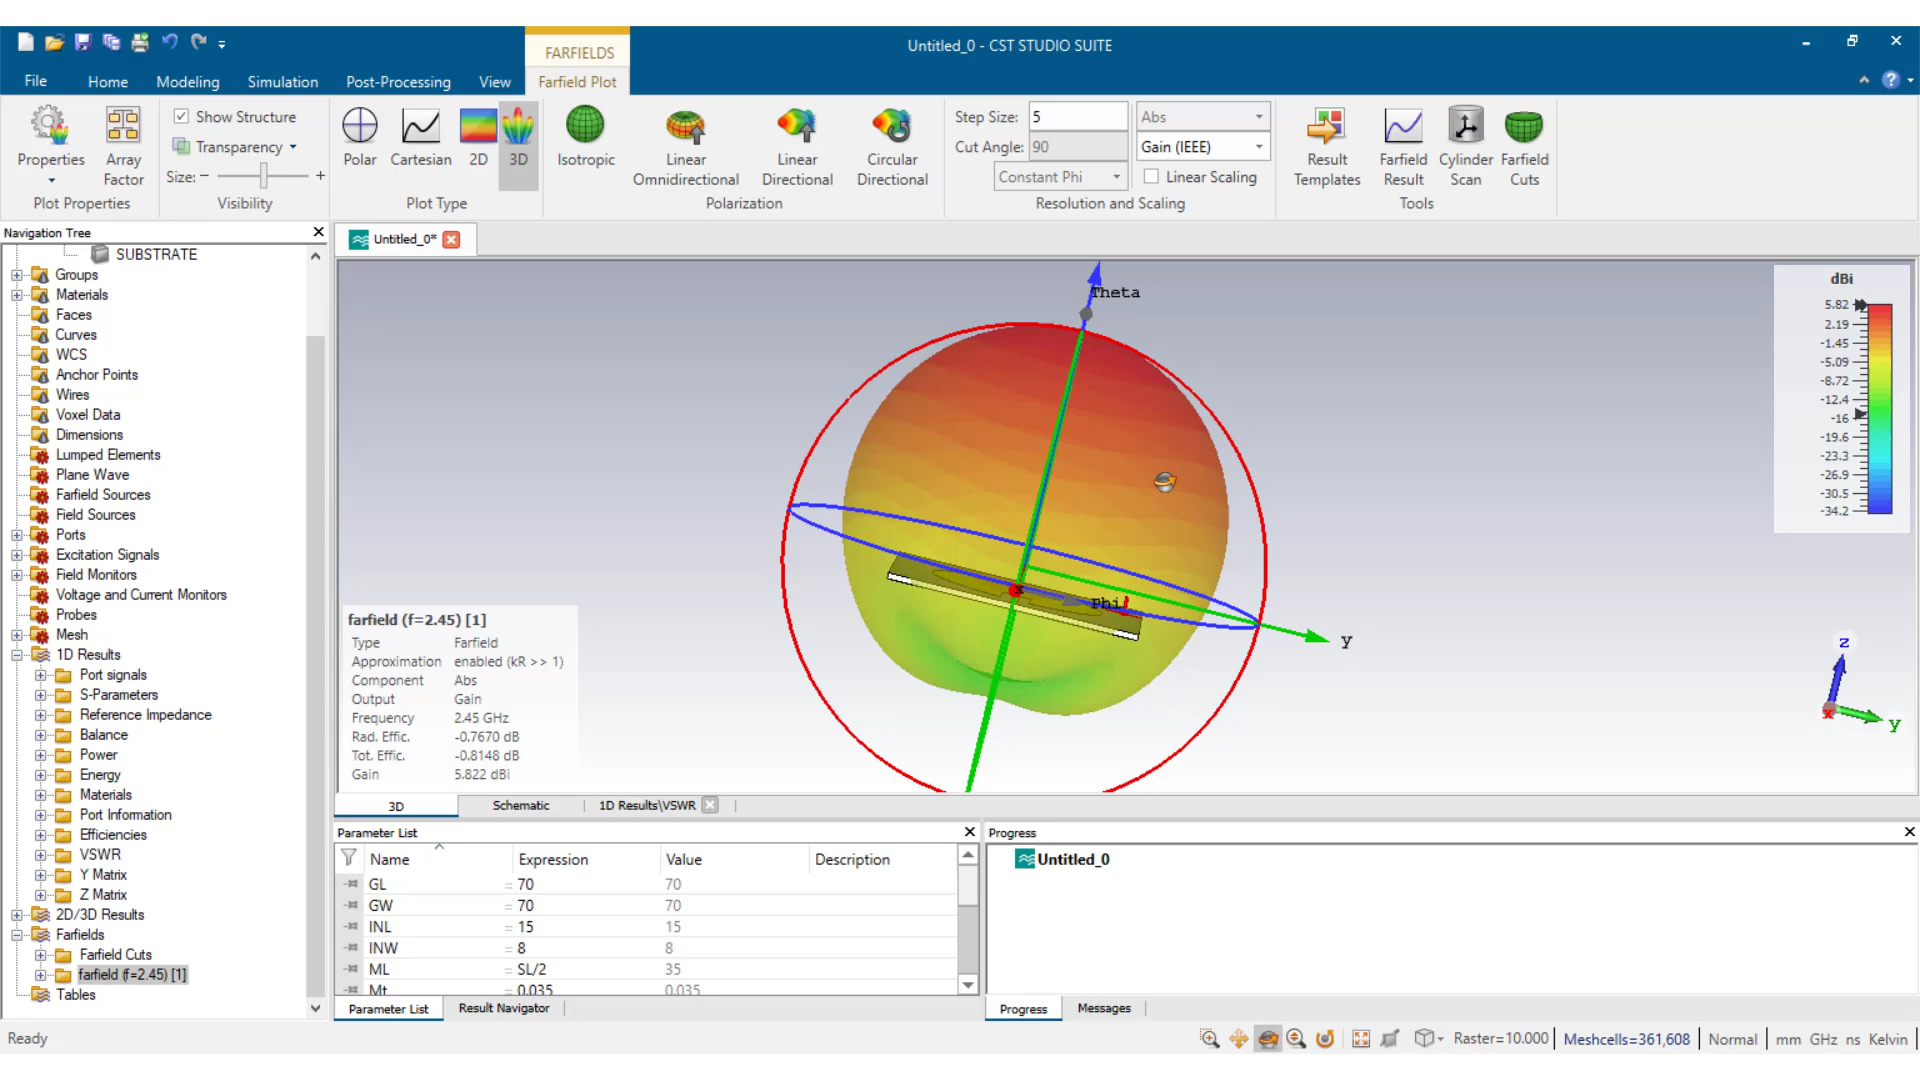 FARFIELDS
Untitled_0 - CST STUDIO SUITE
File Home Modeling Simulation Post-Processing View Farfield Plot
Properties
Array Factor
Plot Properties
Show Structure
Transparency
Size: − +
Visibility
Polar Cartesian 2D 3D
Plot Type
Isotropic
Linear Omnidirectional
Linear Directional
Circular Directional
Polarization
Step Size: 5 Abs
Cut Angle: 90 Gain (IEEE)
Constant Phi Linear Scaling
Resolution and Scaling
Result Templates
Farfield Result
Cylinder Scan
Farfield Cuts
Tools
Navigation Tree
SUBSTRATE
Groups
Materials
Faces
Curves
WCS
Anchor Points
Wires
Voxel Data
Dimensions
Lumped Elements
Plane Wave
Farfield Sources
Field Sources
Ports
Excitation Signals
Field Monitors
Voltage and Current Monitors
Probes
Mesh
1D Results
Port signals
S-Parameters
Reference Impedance
Balance
Power
Energy
Materials
Port Information
Efficiencies
VSWR
Y Matrix
Z Matrix
2D/3D Results
Farfields
Farfield Cuts
farfield (f=2.45) [1]
Tables
Untitled_0*
Theta
Phi
x
y
dBi
5.82
2.19
-1.45
-5.09
-8.72
-12.4
-16
-19.6
-23.3
-26.9
-30.5
-34.2
z
x
y
farfield (f=2.45) [1]
Type Farfield
Approximation enabled (kR >> 1)
Component Abs
Output Gain
Frequency 2.45 GHz
Rad. Effic. -0.7670 dB
Tot. Effic. -0.8148 dB
Gain 5.822 dBi
3D Schematic 1D Results\VSWR
Parameter List
Name Expression Value Description
GL = 70 70
GW = 70 70
INL = 15 15
INW = 8 8
ML = SL/2 35
Mt = 0.035 0.035
Parameter List Result Navigator
Progress
Untitled_0
Progress Messages
Ready
Raster=10.000 Meshcells=361,608 Normal mm GHz ns Kelvin